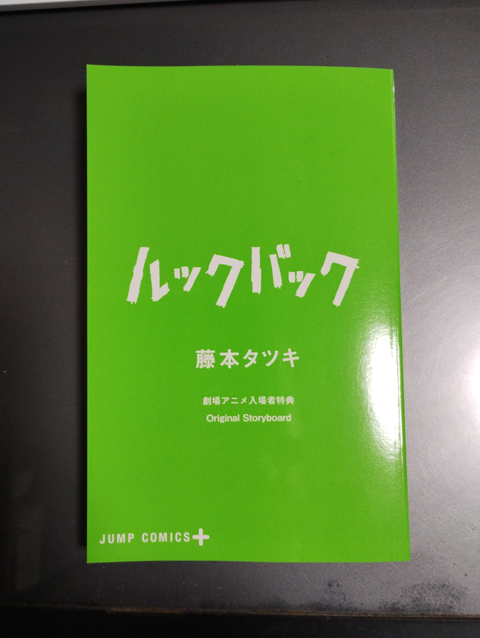 ルックバック
藤本タツキ
劇場アニメ入場者特典
Original Storyboard
JUMP COMICS+